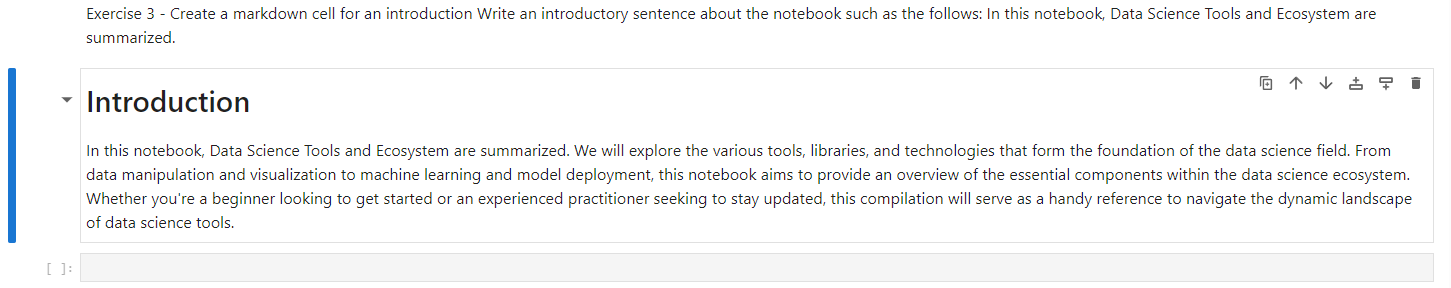 Exercise 3 - Create a markdown cell for an introduction Write an introductory sentence about the notebook such as the follows: In this notebook, Data Science Tools and Ecosystem are
summarized.
Introduction
In this notebook, Data Science Tools and Ecosystem are summarized. We will explore the various tools, libraries, and technologies that form the foundation of the data science field. From
data manipulation and visualization to machine learning and model deployment, this notebook aims to provide an overview of the essential components within the data science ecosystem.
Whether you're a beginner looking to get started or an experienced practitioner seeking to stay updated, this compilation will serve as a handy reference to navigate the dynamic landscape
of data science tools.
[ ]: